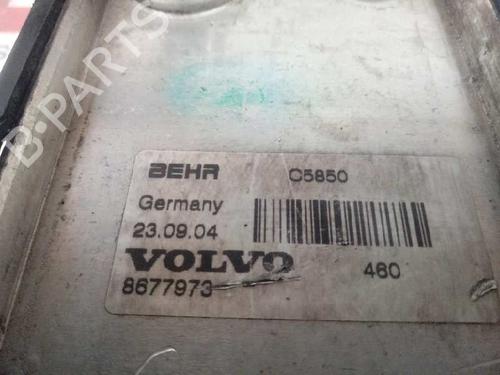 B-PARTS
BEHR C5850
Germany
23.09.04
VOLVO 460
8677973